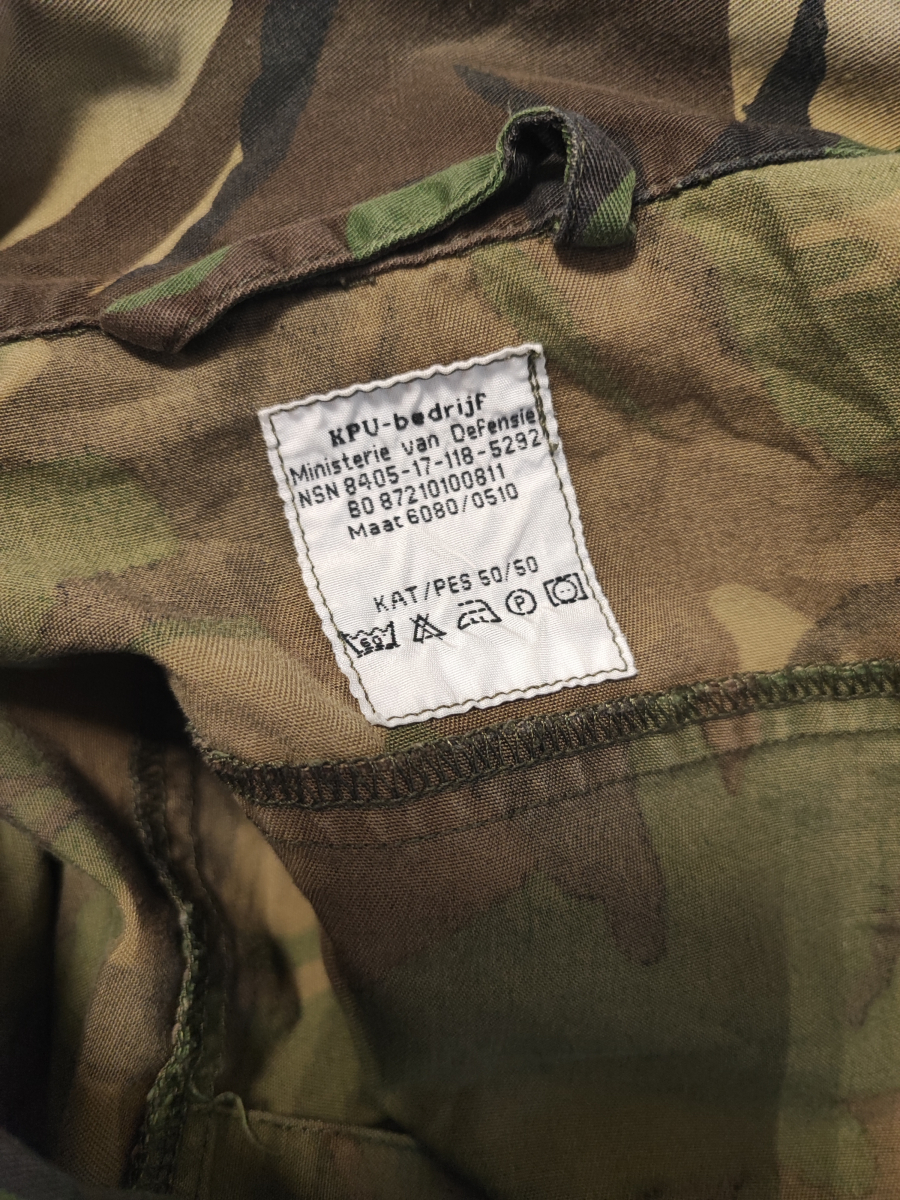 KPU-bedrijf
Ministerie van Defensie
NSN 8405-17-118-5292
BO 87210100811
Maat 6080/0510
KAT/PES 50/50
60
P